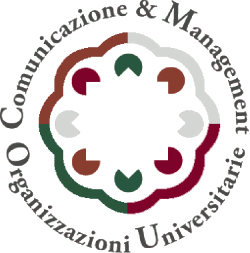 Comunicazione & Management
Organizzazioni Universitarie